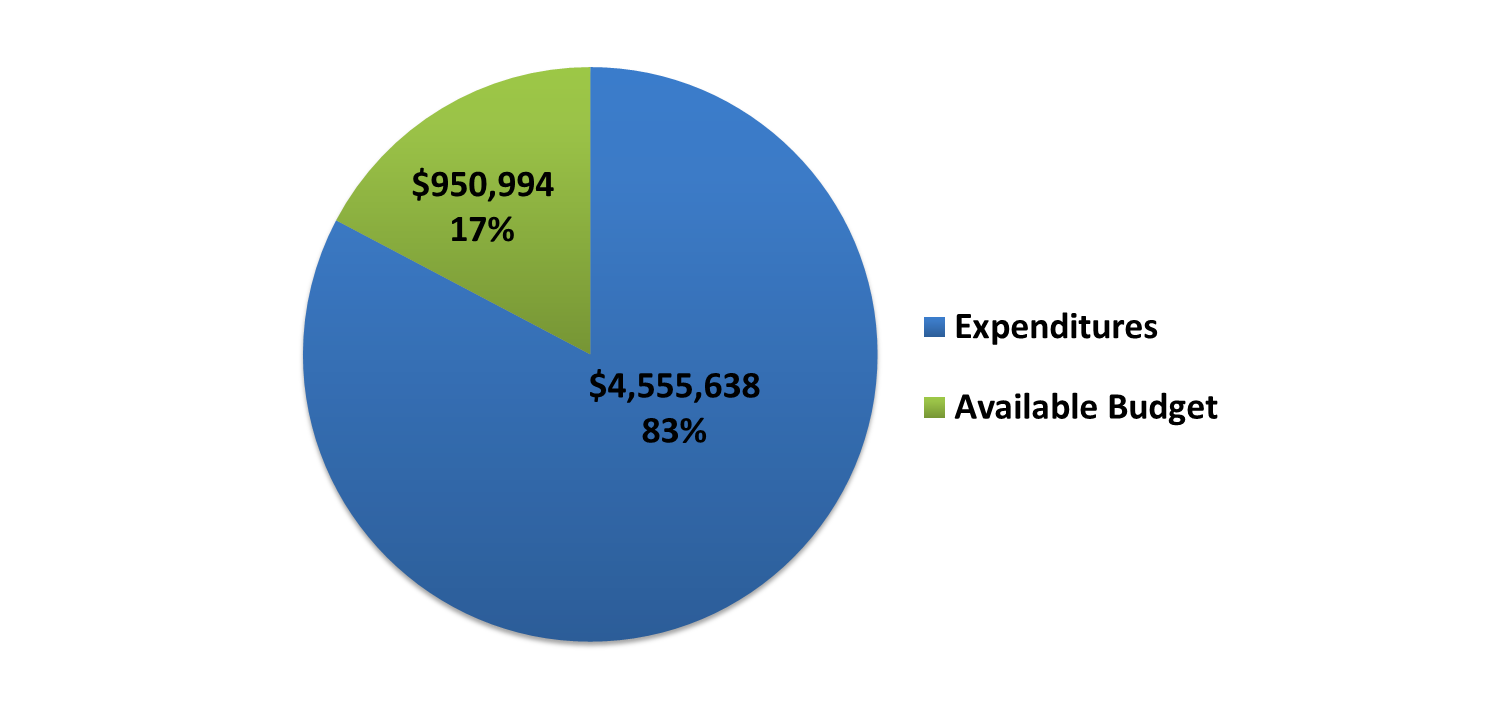 $950,994
17%
$4,555,638
83%
Expenditures
Available Budget